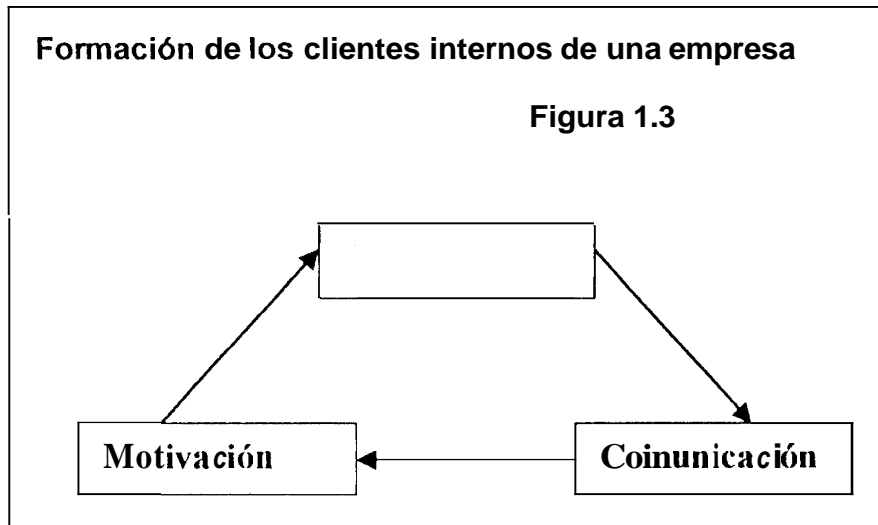 Formación de los clientes internos de una empresa
Figura 1.3
Motivación
Coinunicación